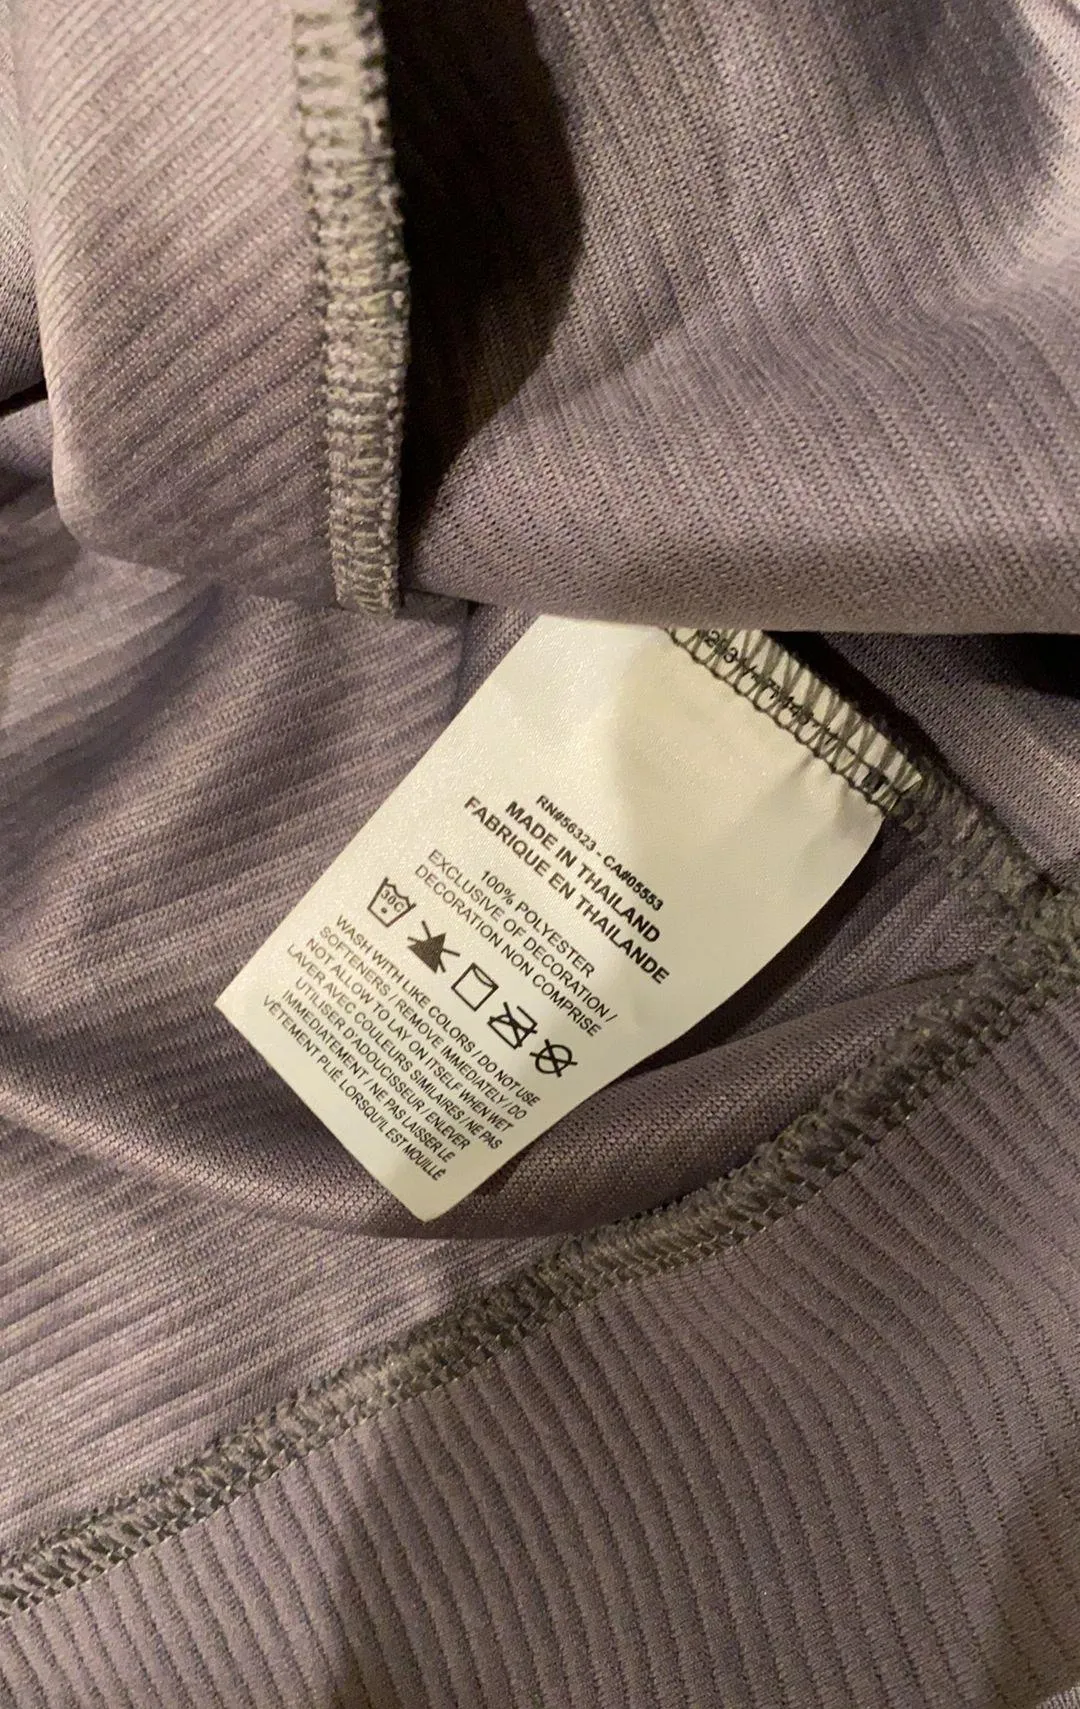 RN#56323 - CA#05553
MADE IN THAILAND
FABRIQUE EN THAILANDE
100% POLYESTER
EXCLUSIVE OF DECORATION /
DECORATION NON COMPRISE
30C
WASH WITH LIKE COLORS / DO NOT USE
SOFTENERS / REMOVE IMMEDIATELY / DO
NOT ALLOW TO LAY ON ITSELF WHEN WET
LAVER AVEC COULEURS SIMILAIRES / NE PAS
UTILISER D'ADOUCISSEUR / ENLEVER
IMMEDIATEMENT / NE PAS LAISSER LE
VÊTEMENT PLIÉ LORSQU'IL EST MOUILLÉ